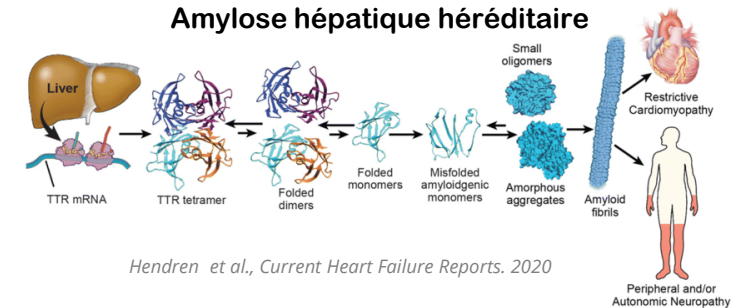 Amylose hépatique héréditaire
Liver
TTR mRNA
TTR tetramer
Folded
dimers
Folded
monomers
Misfolded
amyloidgenic
monomers
Small
oligomers
Amorphous
aggregates
Amyloid
fibrils
Restrictive
Cardiomyopathy
Peripheral and/or
Autonomic Neuropathy
Hendren et al., Current Heart Failure Reports. 2020